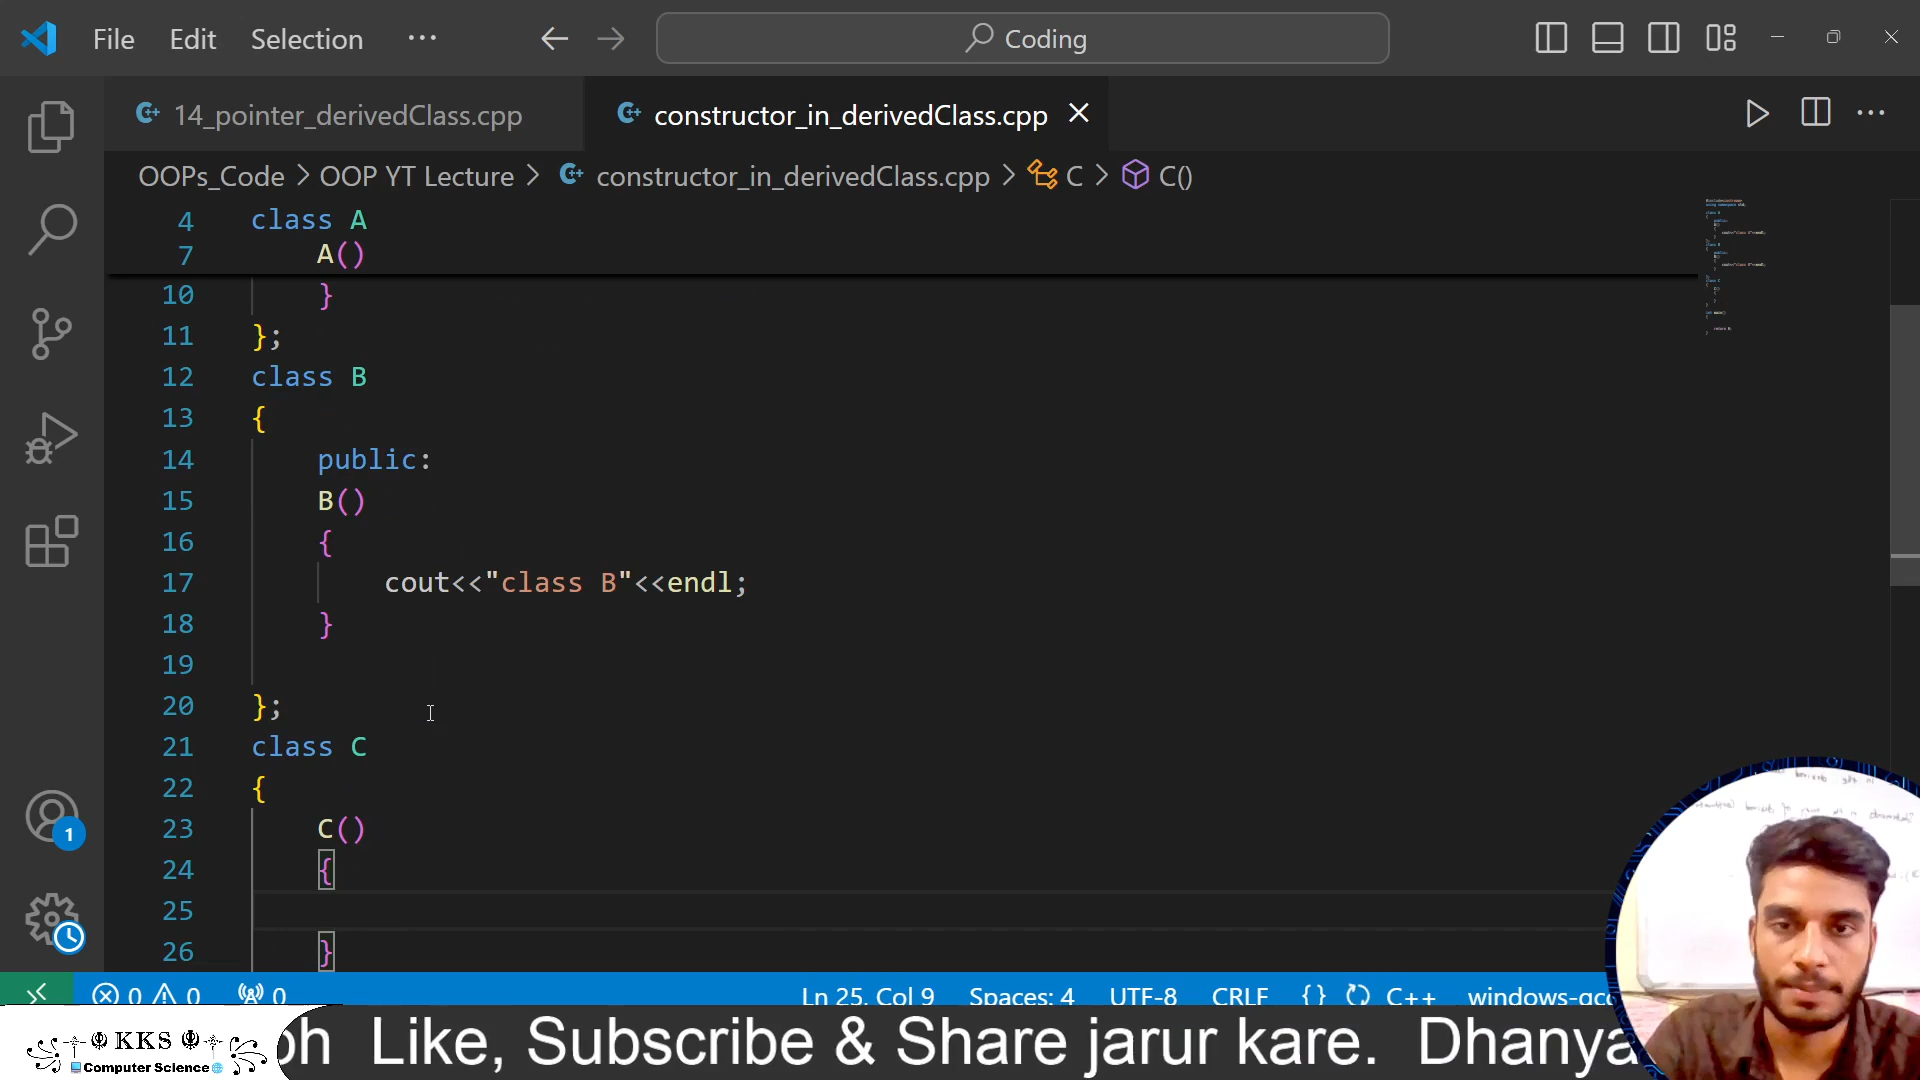 File Edit Selection ··· Coding
14_pointer_derivedClass.cpp constructor_in_derivedClass.cpp
OOPs_Code > OOP YT Lecture > constructor_in_derivedClass.cpp > C > C()
4 class A
7 A()
10 }
11 };
12 class B
13 {
14 public:
15 B()
16 {
17 cout<<"class B"<<endl;
18 }
19
20 };
21 class C
22 {
23 C()
24 {
25
26 }
1
0 0 0 Ln 25, Col 9 Spaces: 4 UTF-8 CRLF {} C++
KKS
Computer Science
Like, Subscribe & Share jarur kare.